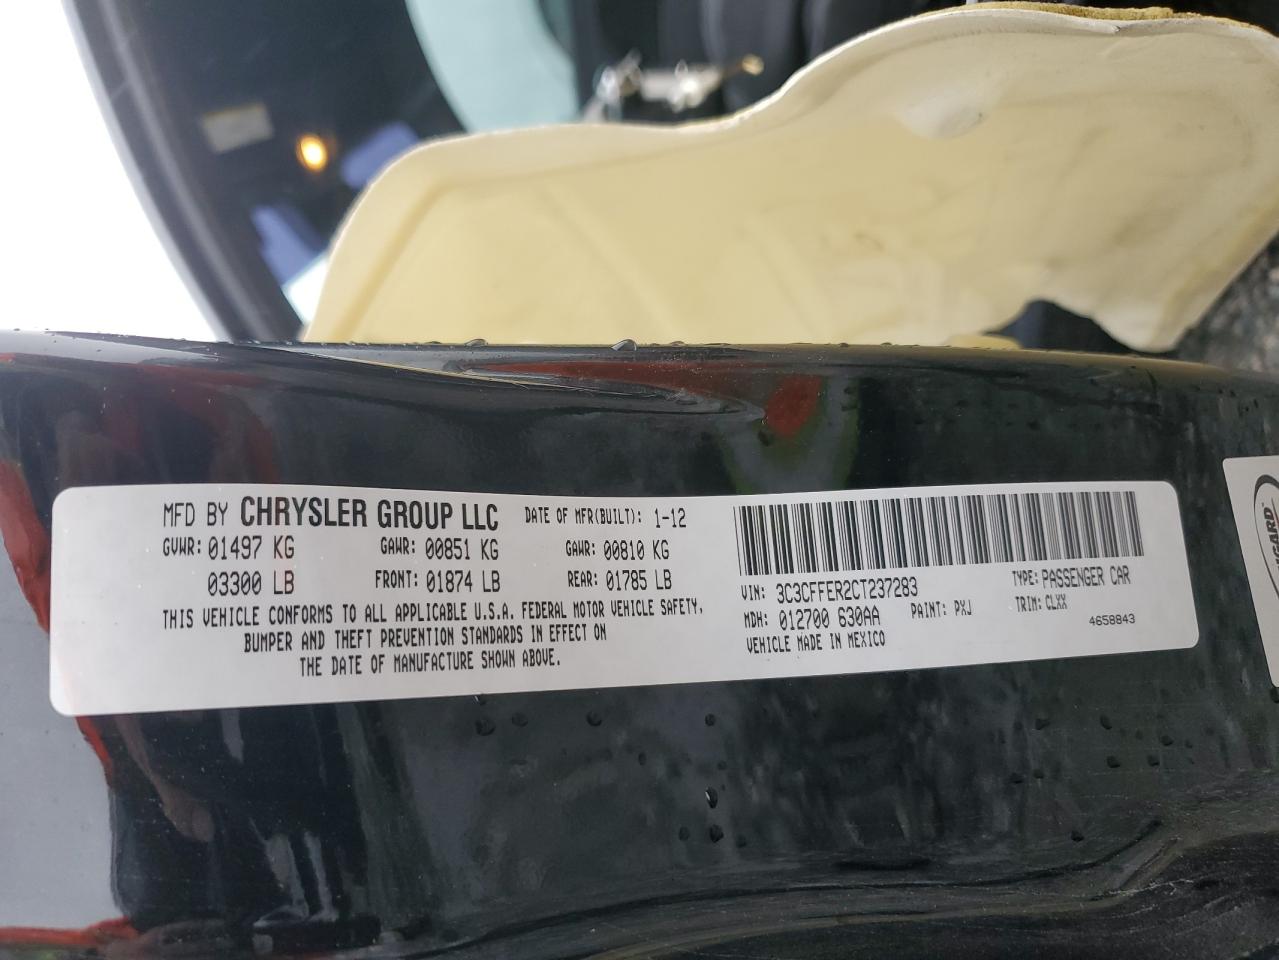 MFD BY CHRYSLER GROUP LLC DATE OF MFR(BUILT): 1-12
GVWR: 01497 KG GAWR: 00851 KG GAWR: 00810 KG
03300 LB FRONT: 01874 LB REAR: 01785 LB
THIS VEHICLE CONFORMS TO ALL APPLICABLE U.S.A. FEDERAL MOTOR VEHICLE SAFETY,
BUMPER AND THEFT PREVENTION STANDARDS IN EFFECT ON
THE DATE OF MANUFACTURE SHOWN ABOVE.
VIN: 3C3CFFER2CT237283 TYPE: PASSENGER CAR
MDH: 012700 630AA PAINT: PXJ TRIM: CLXX
VEHICLE MADE IN MEXICO 4658843